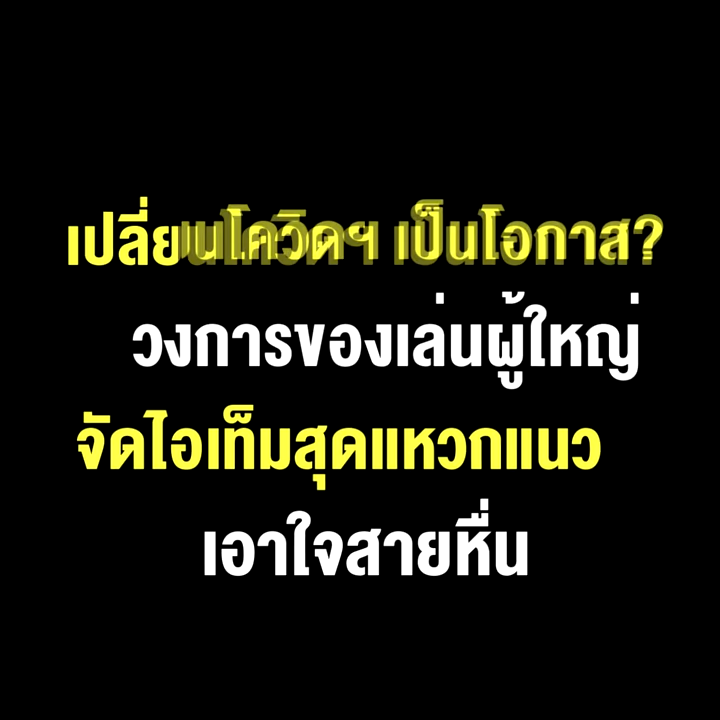 เปลี่ยนโควิดฯ เป็นโอกาส?
วงการของเล่นผู้ใหญ่
จัดไอเท็มสุดแหวกแนว
เอาใจสายหื่น